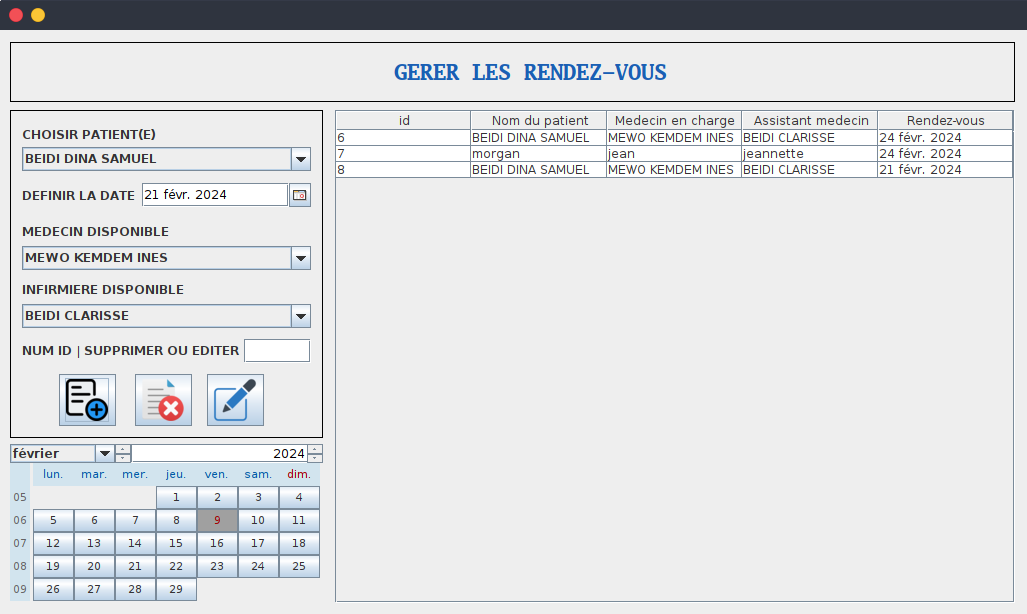 GERER LES RENDEZ-VOUS
CHOISIR PATIENT(E)
BEIDI DINA SAMUEL
DEFINIR LA DATE 21 févr. 2024
MEDECIN DISPONIBLE
MEWO KEMDEM INES
INFIRMIERE DISPONIBLE
BEIDI CLARISSE
NUM ID | SUPPRIMER OU EDITER
février 2024
lun. mar. mer. jeu. ven. sam. dim.
05 1 2 3 4
06 5 6 7 8 9 10 11
07 12 13 14 15 16 17 18
08 19 20 21 22 23 24 25
09 26 27 28 29
id Nom du patient Medecin en charge Assistant medecin Rendez-vous
6 BEIDI DINA SAMUEL MEWO KEMDEM INES BEIDI CLARISSE 24 févr. 2024
7 morgan jean jeannette 24 févr. 2024
8 BEIDI DINA SAMUEL MEWO KEMDEM INES BEIDI CLARISSE 21 févr. 2024